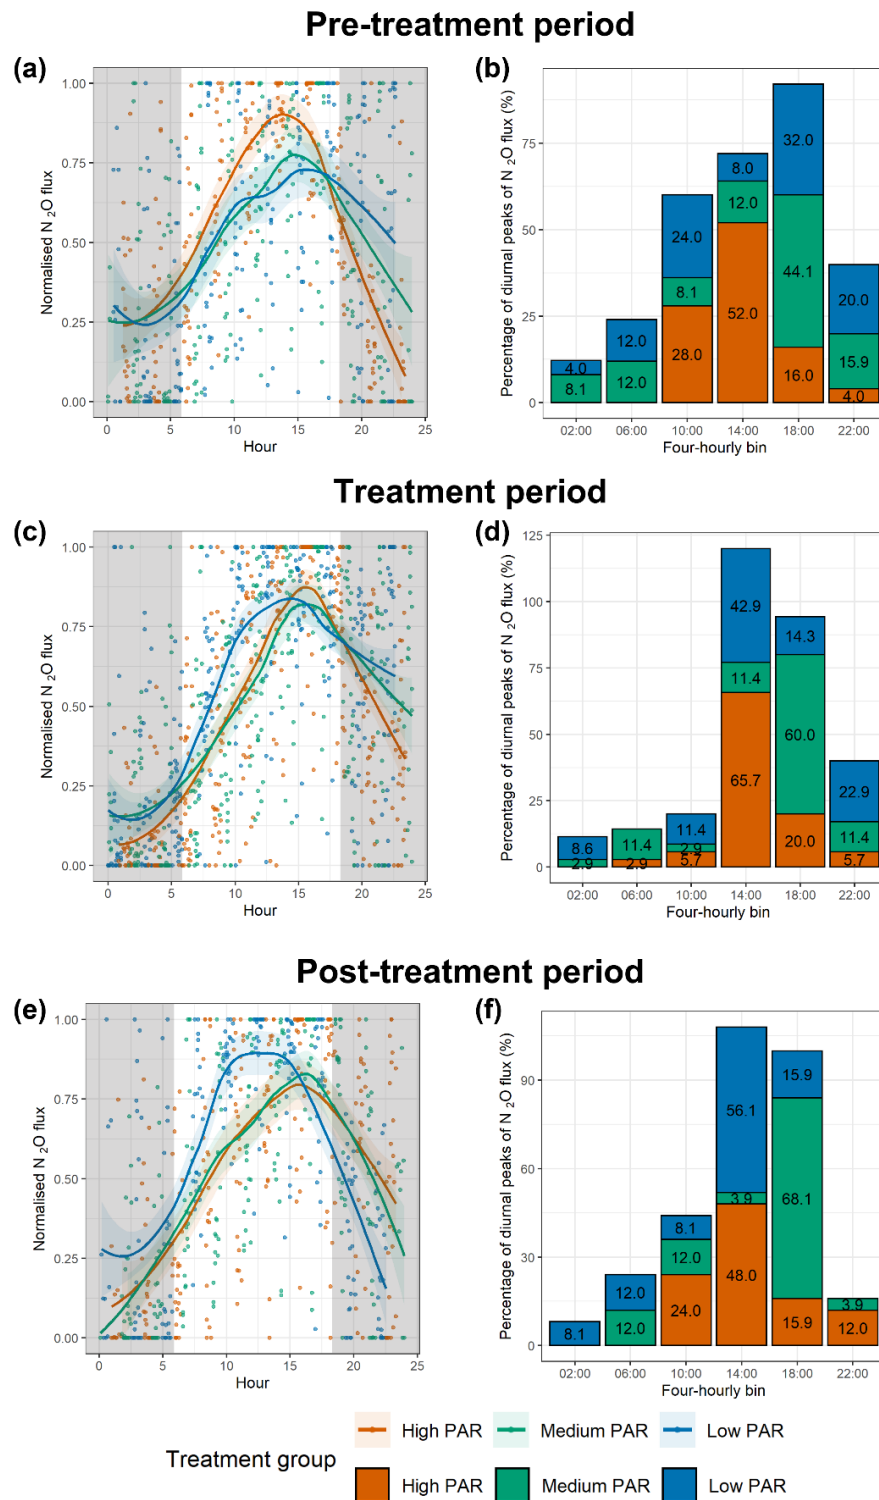 Pre-treatment period
(a)
(b)
Normalised N 2O flux
1.00
0.75
0.50
0.25
0.00
0 5 10 15 20 25
Hour
Percentage of diurnal peaks of N 2O flux (%)
75
50
25
0
4.0
8.1
12.0
12.0
24.0
8.1
28.0
8.0
12.0
52.0
32.0
44.1
16.0
20.0
15.9
4.0
02:00 06:00 10:00 14:00 18:00 22:00
Four-hourly bin
Treatment period
(c)
(d)
Normalised N 2O flux
1.00
0.75
0.50
0.25
0.00
0 5 10 15 20 25
Hour
Percentage of diurnal peaks of N 2O flux (%)
125
100
75
50
25
0
8.6
2.9
11.4
2.9
11.4
2.9
5.7
42.9
11.4
65.7
14.3
60.0
20.0
22.9
11.4
5.7
02:00 06:00 10:00 14:00 18:00 22:00
Four-hourly bin
Post-treatment period
(e)
(f)
Normalised N 2O flux
1.00
0.75
0.50
0.25
0.00
0 5 10 15 20 25
Hour
Percentage of diurnal peaks of N 2O flux (%)
90
60
30
0
8.1
12.0
12.0
8.1
12.0
24.0
56.1
3.9
48.0
15.9
68.1
15.9
3.9
12.0
02:00 06:00 10:00 14:00 18:00 22:00
Four-hourly bin
Treatment group
High PAR Medium PAR Low PAR
High PAR Medium PAR Low PAR